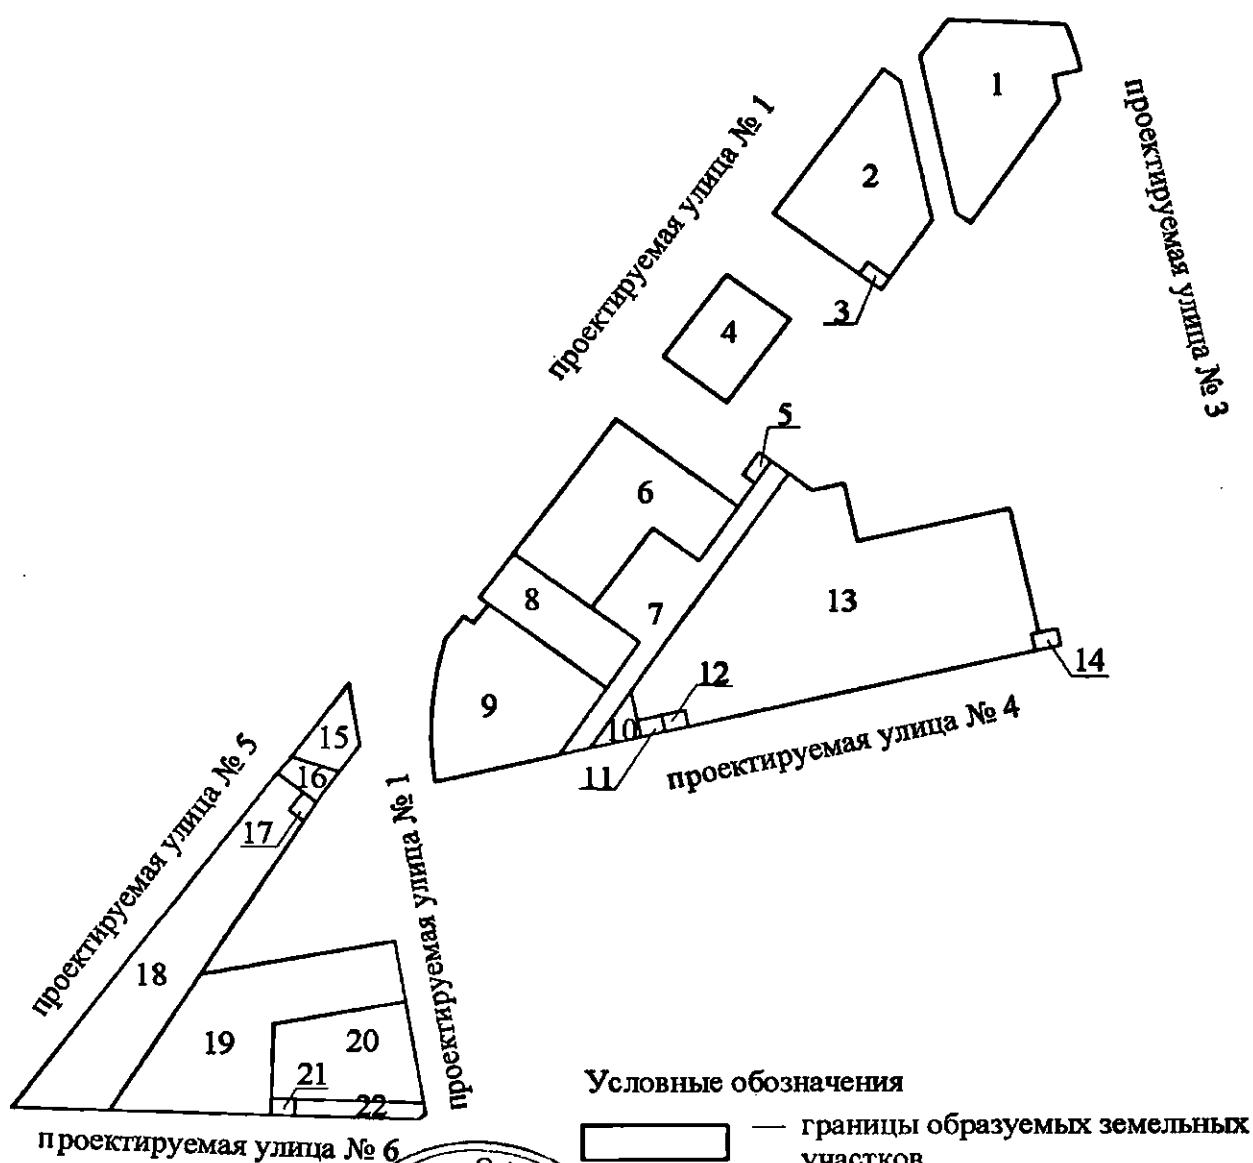 1
проектируемая улица № 1
2
проектируемая улица № 3
3
4
5
6
8
7
13
9
12
14
10
11
проектируемая улица № 4
15
16
17
проектируемая улица № 5
проектируемая улица № 1
18
19
20
21
22
Условные обозначения
проектируемая улица № 6
— границы образуемых земельных
участков